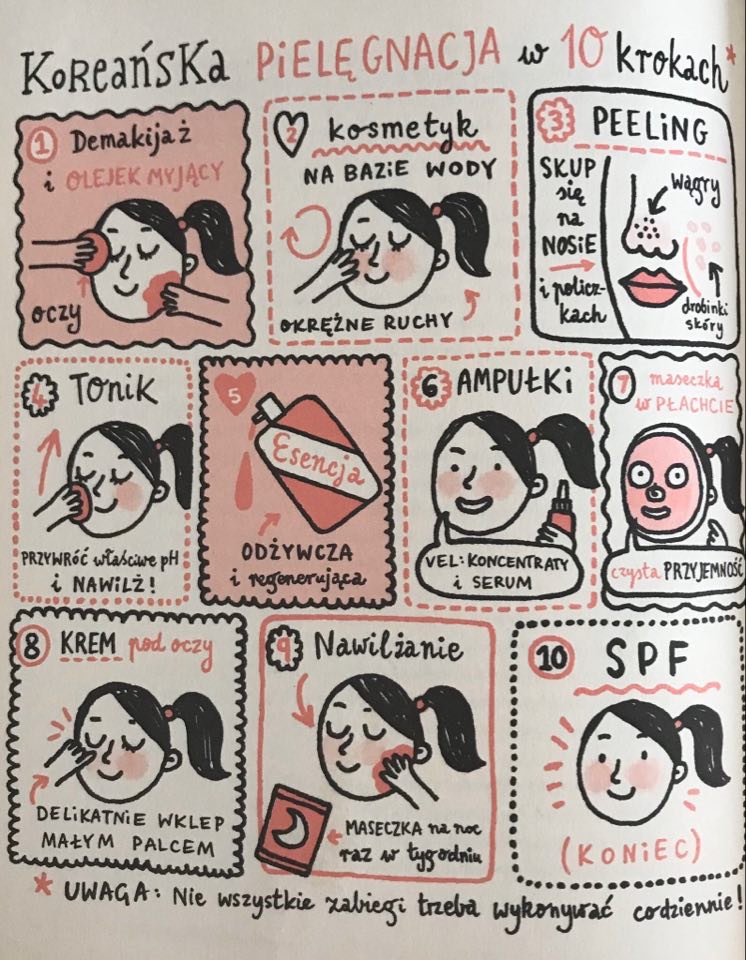 Koreańska PIELĘGNACJA w 10 krokach*
1 Demakijaż
i OLEJEK MYJĄCY
oczy
2 kosmetyk
NA BAZIE WODY
OKRĘŻNE RUCHY
3 PEELING
SKUP
się
na
NOSIE
i policz-
kach
wągry
drobinki
skóry
4 TONIK
PRZYWRÓĆ właściwe pH
i NAWILŻ!
5
Esencja
ODŻYWCZA
i regenerująca
6 AMPUŁKI
VEL: KONCENTRATY
i SERUM
7 maseczka
w PŁACHCIE
czysta PRZYJEMNOŚĆ
8 KREM pod oczy
DELIKATNIE WKLEP
MAŁYM PALCEM
9 Nawilżanie
MASECZKA na noc
raz w tygodniu
10 SPF
(KONIEC)
* UWAGA: Nie wszystkie zabiegi trzeba wykonywać codziennie!